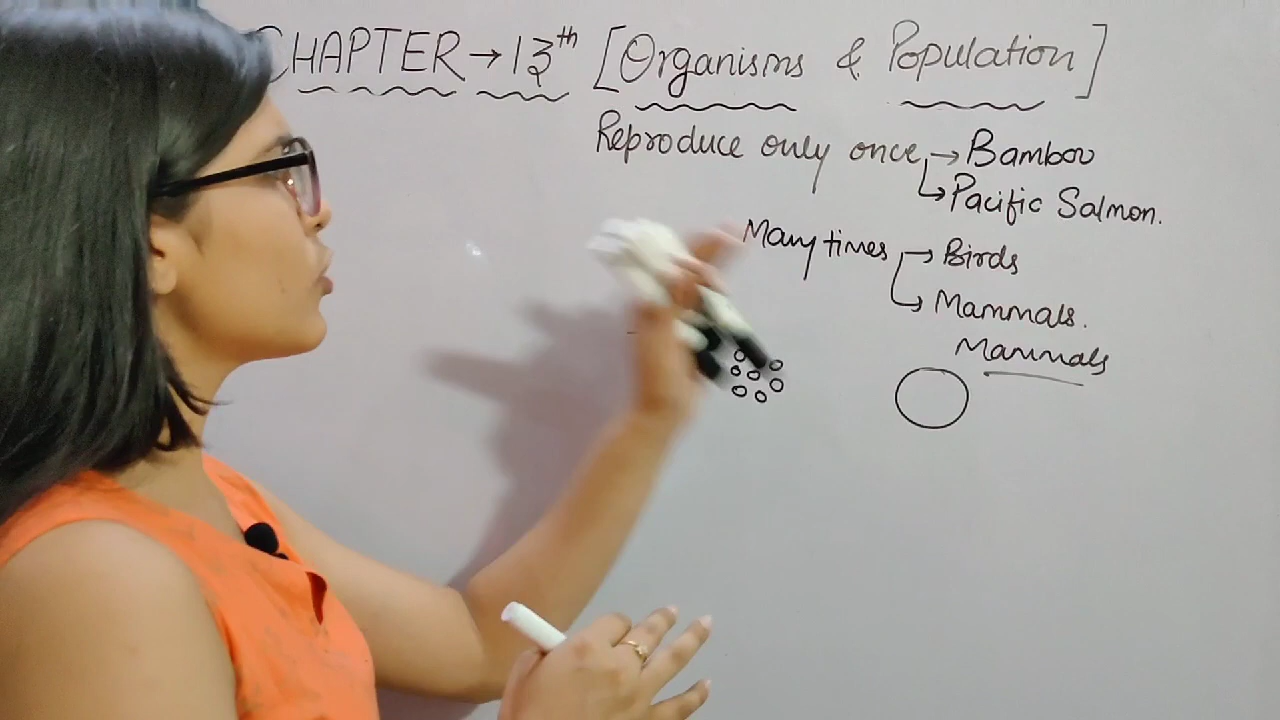 CHAPTER → 13th [Organisms & Population]
Reproduce only once → Bamboo
↳ Pacific Salmon.
Many times → Birds
↳ Mammals.
Mammals